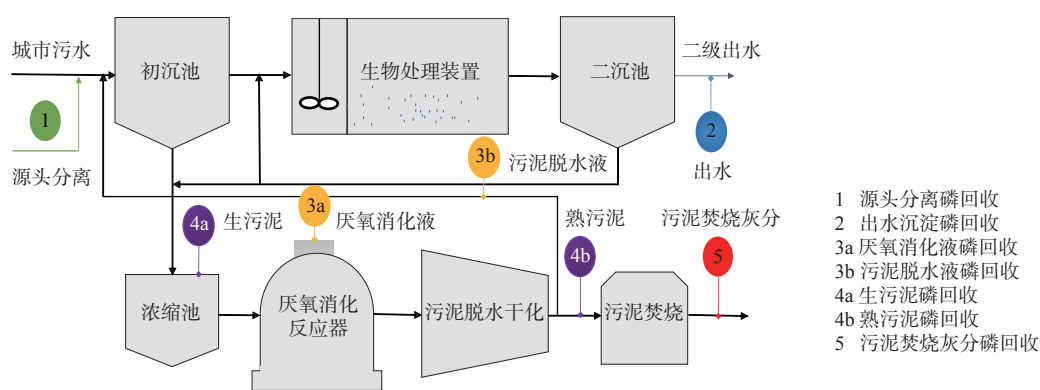 城市污水
初沉池
生物处理装置
二沉池
二级出水
1
源头分离
2
出水
3b
污泥脱水液
4a
生污泥
3a
厌氧消化液
熟污泥
4b
污泥焚烧灰分
5
浓缩池
厌氧消化
反应器
污泥脱水干化
污泥焚烧
1 源头分离磷回收
2 出水沉淀磷回收
3a 厌氧消化液磷回收
3b 污泥脱水液磷回收
4a 生污泥磷回收
4b 熟污泥磷回收
5 污泥焚烧灰分磷回收